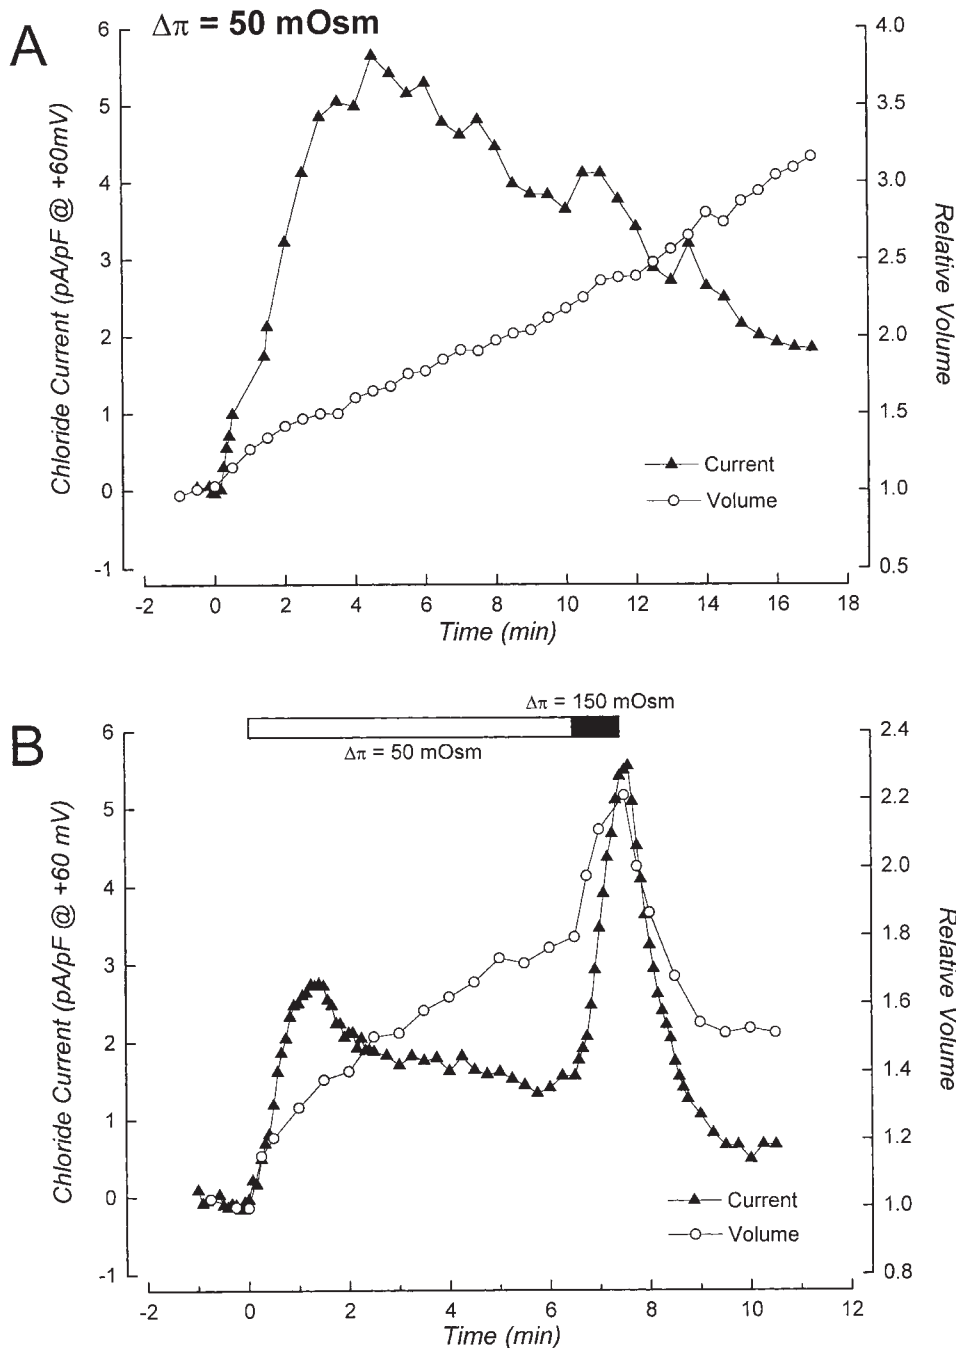 A
Δπ = 50 mOsm
6
5
4
3
2
1
0
-1
Chloride Current (pA/pF @ +60mV)
4.0
3.5
3.0
2.5
2.0
1.5
1.0
0.5
Relative Volume
Current
Volume
-2 0 2 4 6 8 10 12 14 16 18
Time (min)
B
Δπ = 150 mOsm
Δπ = 50 mOsm
6
5
4
3
2
1
0
-1
Chloride Current (pA/pF @ +60 mV)
2.4
2.2
2.0
1.8
1.6
1.4
1.2
1.0
0.8
Relative Volume
Current
Volume
-2 0 2 4 6 8 10 12
Time (min)